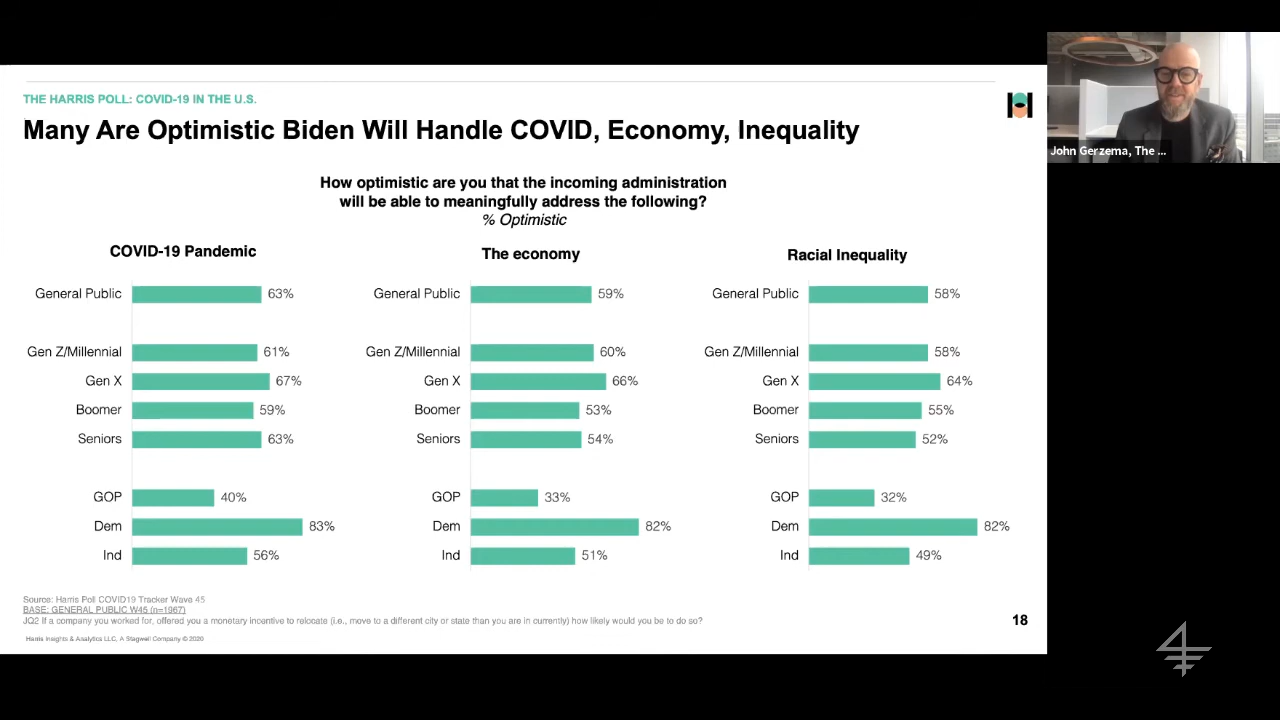 THE HARRIS POLL: COVID-19 IN THE U.S.
Many Are Optimistic Biden Will Handle COVID, Economy, Inequality
John Gerzema, The ...
How optimistic are you that the incoming administration
will be able to meaningfully address the following?
% Optimistic
COVID-19 Pandemic
General Public 63%
Gen Z/Millennial 61%
Gen X 67%
Boomer 59%
Seniors 63%
GOP 40%
Dem 83%
Ind 56%
The economy
General Public 59%
Gen Z/Millennial 60%
Gen X 66%
Boomer 53%
Seniors 54%
GOP 33%
Dem 82%
Ind 51%
Racial Inequality
General Public 58%
Gen Z/Millennial 58%
Gen X 64%
Boomer 55%
Seniors 52%
GOP 32%
Dem 82%
Ind 49%
Source: Harris Poll COVID19 Tracker Wave 45
BASE: GENERAL PUBLIC W45 (n=1967)
JQ2 If a company you worked for, offered you a monetary incentive to relocate (i.e., move to a different city or state than you are in currently) how likely would you be to do so?
Harris Insights & Analytics LLC, A Stagwell Company © 2020
18